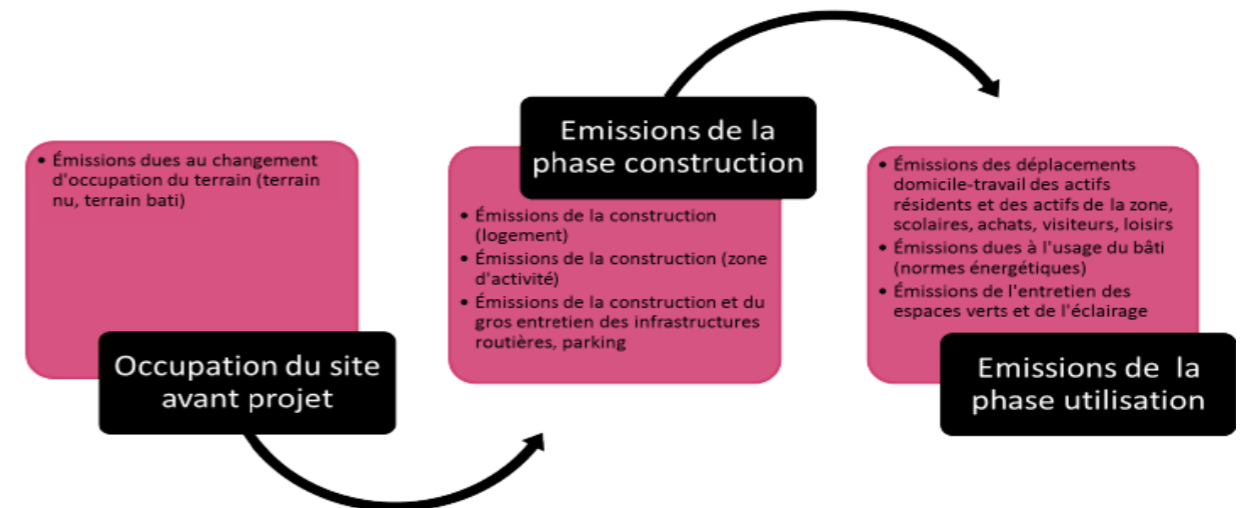 • Émissions dues au changement
d'occupation du terrain (terrain
nu, terrain bati)
Occupation du site
avant projet
Emissions de la
phase construction
• Émissions de la construction
(logement)
• Émissions de la construction (zone
d'activité)
• Émissions de la construction et du
gros entretien des infrastructures
routières, parking
• Émissions des déplacements
domicile-travail des actifs
résidents et des actifs de la zone,
scolaires, achats, visiteurs, loisirs
• Émissions dues à l'usage du bâti
(normes énergétiques)
• Émissions de l'entretien des
espaces verts et de l'éclairage
Emissions de la
phase utilisation